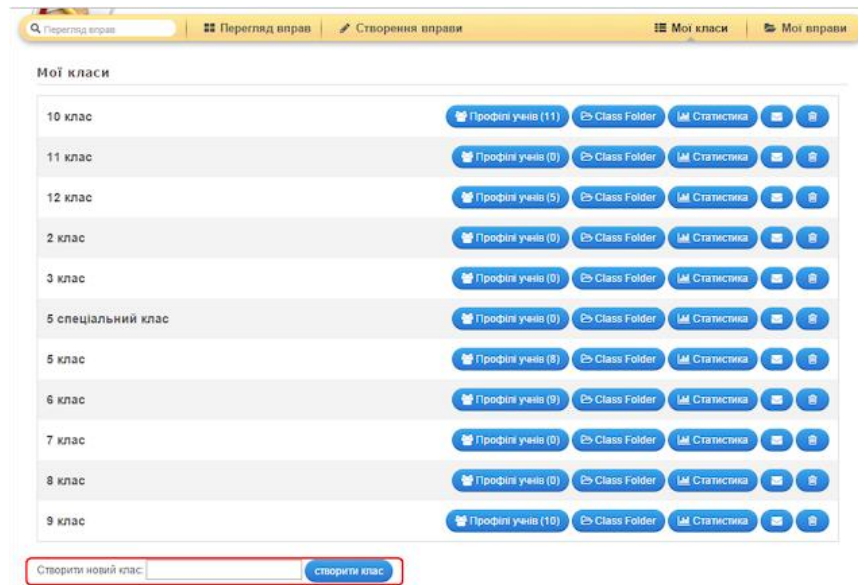 Перегляд вправ Перегляд вправ Створення вправи Мої класи Мої вправи
Мої класи
10 клас Профілі учнів (11) Class Folder Статистика
11 клас Профілі учнів (0) Class Folder Статистика
12 клас Профілі учнів (5) Class Folder Статистика
2 клас Профілі учнів (0) Class Folder Статистика
3 клас Профілі учнів (0) Class Folder Статистика
5 спеціальний клас Профілі учнів (0) Class Folder Статистика
5 клас Профілі учнів (8) Class Folder Статистика
6 клас Профілі учнів (9) Class Folder Статистика
7 клас Профілі учнів (0) Class Folder Статистика
8 клас Профілі учнів (0) Class Folder Статистика
9 клас Профілі учнів (10) Class Folder Статистика
Створити новий клас: створити клас